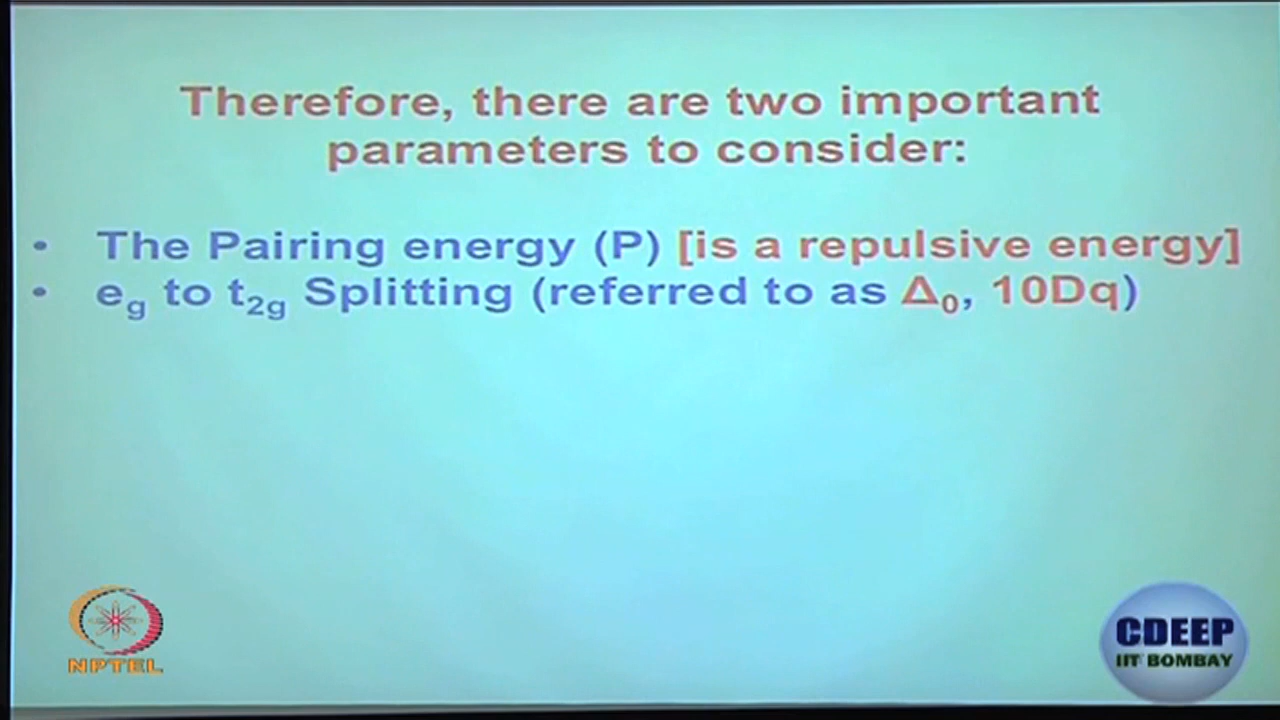 Therefore, there are two important
parameters to consider:
• The Pairing energy (P) [is a repulsive energy]
• e₉ to t₂g Splitting (referred to as Δ₀, 10Dq)
NPTEL
CDEEP
IIT BOMBAY